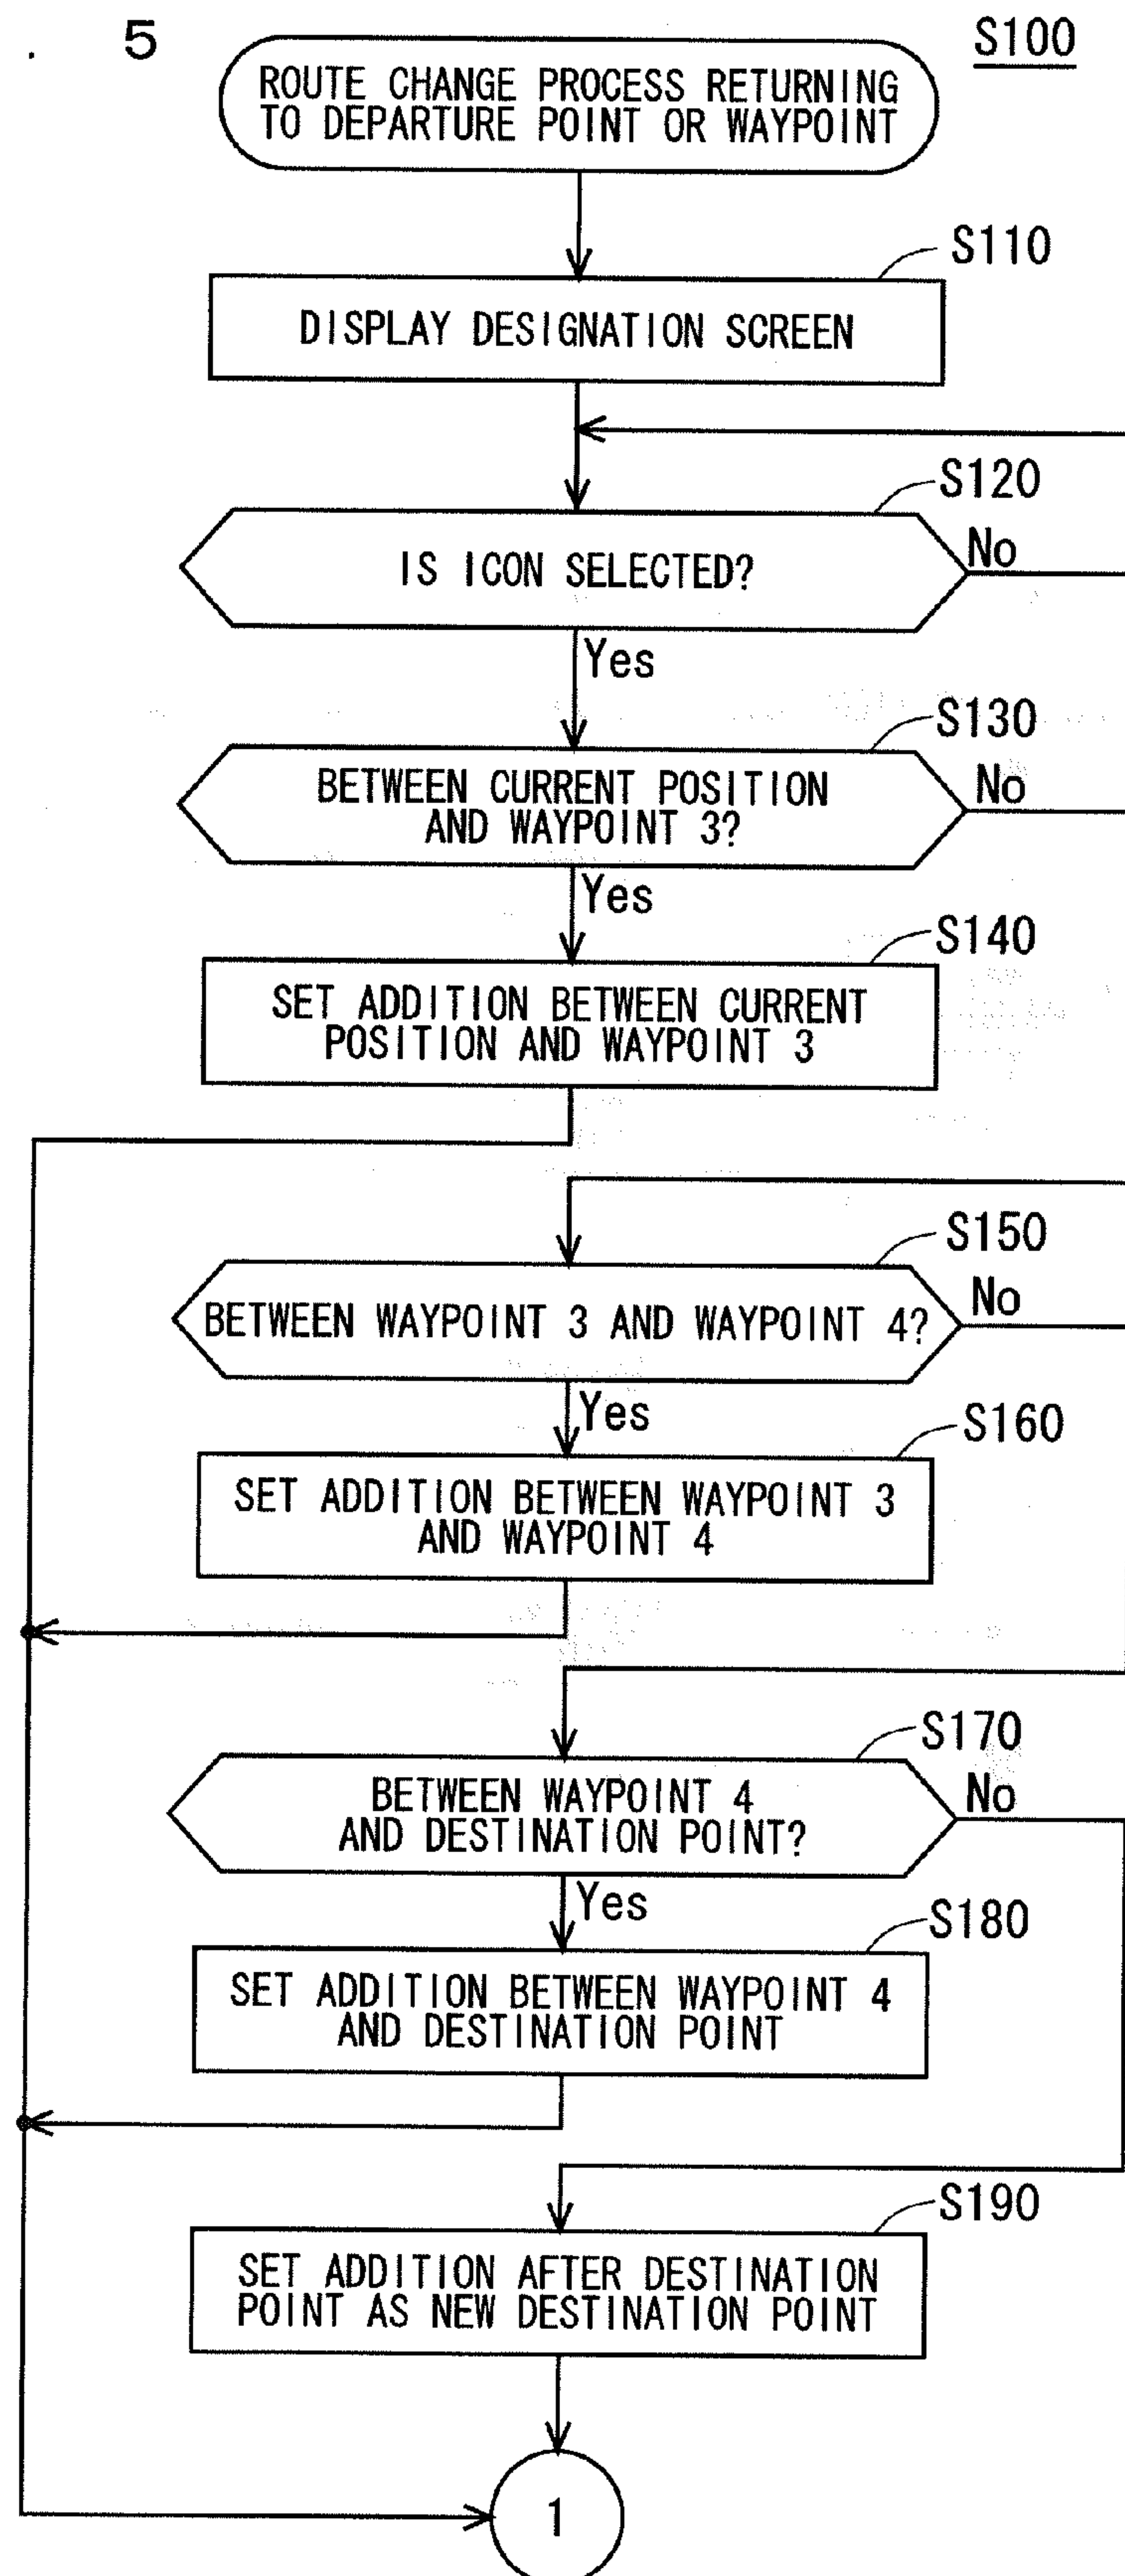 5
S100
ROUTE CHANGE PROCESS RETURNING
TO DEPARTURE POINT OR WAYPOINT
S110
DISPLAY DESIGNATION SCREEN
S120
IS ICON SELECTED?
No
Yes
S130
BETWEEN CURRENT POSITION
AND WAYPOINT 3?
No
Yes
S140
SET ADDITION BETWEEN CURRENT
POSITION AND WAYPOINT 3
S150
BETWEEN WAYPOINT 3 AND WAYPOINT 4?
No
Yes
S160
SET ADDITION BETWEEN WAYPOINT 3
AND WAYPOINT 4
S170
BETWEEN WAYPOINT 4
AND DESTINATION POINT?
No
Yes
S180
SET ADDITION BETWEEN WAYPOINT 4
AND DESTINATION POINT
S190
SET ADDITION AFTER DESTINATION
POINT AS NEW DESTINATION POINT
1